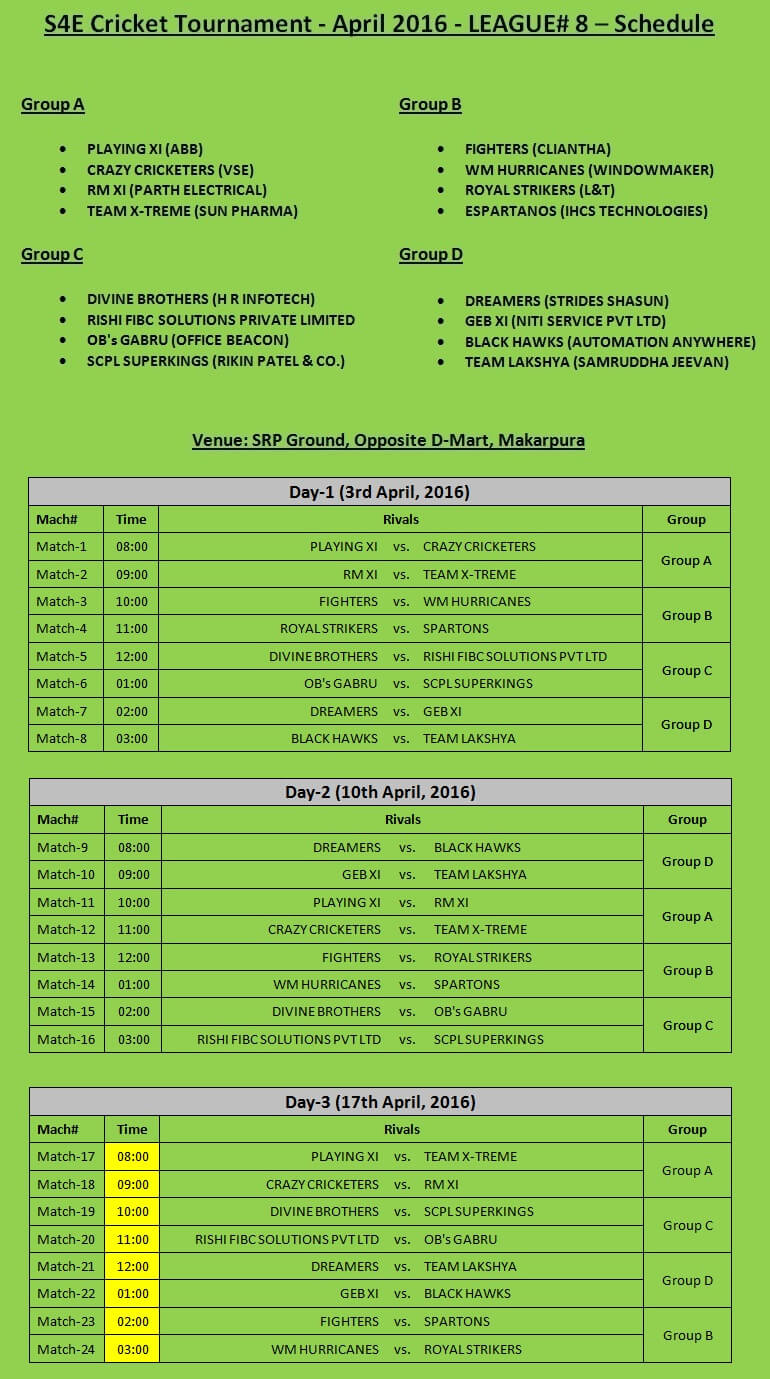 S4E Cricket Tournament - April 2016 - LEAGUE# 8 – Schedule
Group A
• PLAYING XI (ABB)
• CRAZY CRICKETERS (VSE)
• RM XI (PARTH ELECTRICAL)
• TEAM X-TREME (SUN PHARMA)
Group B
• FIGHTERS (CLIANTHA)
• WM HURRICANES (WINDOWMAKER)
• ROYAL STRIKERS (L&T)
• ESPARTANOS (IHCS TECHNOLOGIES)
Group C
• DIVINE BROTHERS (H R INFOTECH)
• RISHI FIBC SOLUTIONS PRIVATE LIMITED
• OB's GABRU (OFFICE BEACON)
• SCPL SUPERKINGS (RIKIN PATEL & CO.)
Group D
• DREAMERS (STRIDES SHASUN)
• GEB XI (NITI SERVICE PVT LTD)
• BLACK HAWKS (AUTOMATION ANYWHERE)
• TEAM LAKSHYA (SAMRUDDHA JEEVAN)
Venue: SRP Ground, Opposite D-Mart, Makarpura
Day-1 (3rd April, 2016)
Mach# Time Rivals Group
Match-1 08:00 PLAYING XI vs. CRAZY CRICKETERS
Group A
Match-2 09:00 RM XI vs. TEAM X-TREME
Match-3 10:00 FIGHTERS vs. WM HURRICANES
Group B
Match-4 11:00 ROYAL STRIKERS vs. SPARTONS
Match-5 12:00 DIVINE BROTHERS vs. RISHI FIBC SOLUTIONS PVT LTD
Group C
Match-6 01:00 OB's GABRU vs. SCPL SUPERKINGS
Match-7 02:00 DREAMERS vs. GEB XI
Group D
Match-8 03:00 BLACK HAWKS vs. TEAM LAKSHYA
Day-2 (10th April, 2016)
Mach# Time Rivals Group
Match-9 08:00 DREAMERS vs. BLACK HAWKS
Group D
Match-10 09:00 GEB XI vs. TEAM LAKSHYA
Match-11 10:00 PLAYING XI vs. RM XI
Group A
Match-12 11:00 CRAZY CRICKETERS vs. TEAM X-TREME
Match-13 12:00 FIGHTERS vs. ROYAL STRIKERS
Group B
Match-14 01:00 WM HURRICANES vs. SPARTONS
Match-15 02:00 DIVINE BROTHERS vs. OB's GABRU
Group C
Match-16 03:00 RISHI FIBC SOLUTIONS PVT LTD vs. SCPL SUPERKINGS
Day-3 (17th April, 2016)
Mach# Time Rivals Group
Match-17 08:00 PLAYING XI vs. TEAM X-TREME
Group A
Match-18 09:00 CRAZY CRICKETERS vs. RM XI
Match-19 10:00 DIVINE BROTHERS vs. SCPL SUPERKINGS
Group C
Match-20 11:00 RISHI FIBC SOLUTIONS PVT LTD vs. OB's GABRU
Match-21 12:00 DREAMERS vs. TEAM LAKSHYA
Group D
Match-22 01:00 GEB XI vs. BLACK HAWKS
Match-23 02:00 FIGHTERS vs. SPARTONS
Group B
Match-24 03:00 WM HURRICANES vs. ROYAL STRIKERS